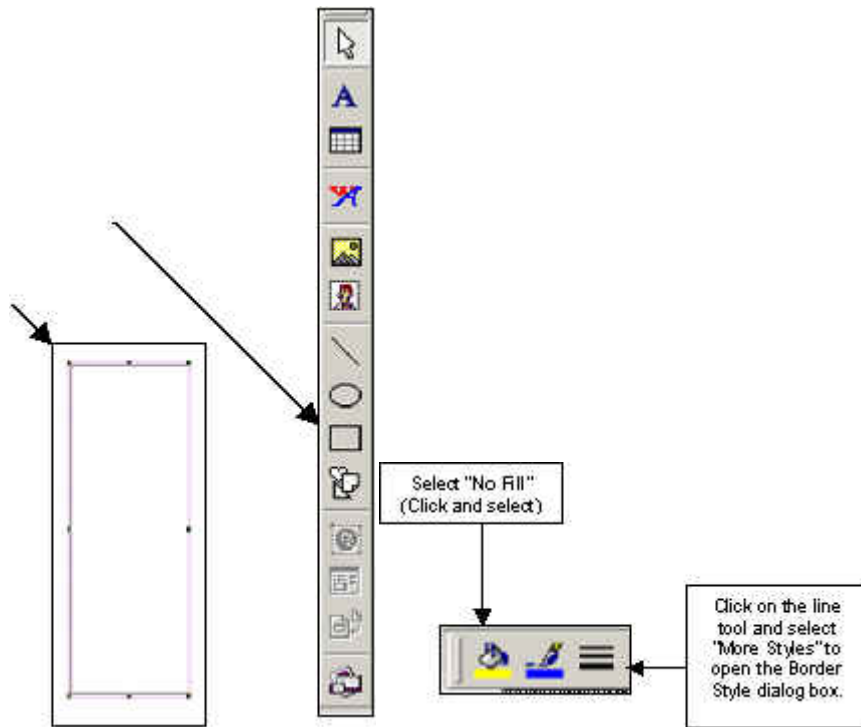 Select "No Fill"
(Click and select)
Click on the line
tool and select
"More Styles" to
open the Border
Style dialog box.